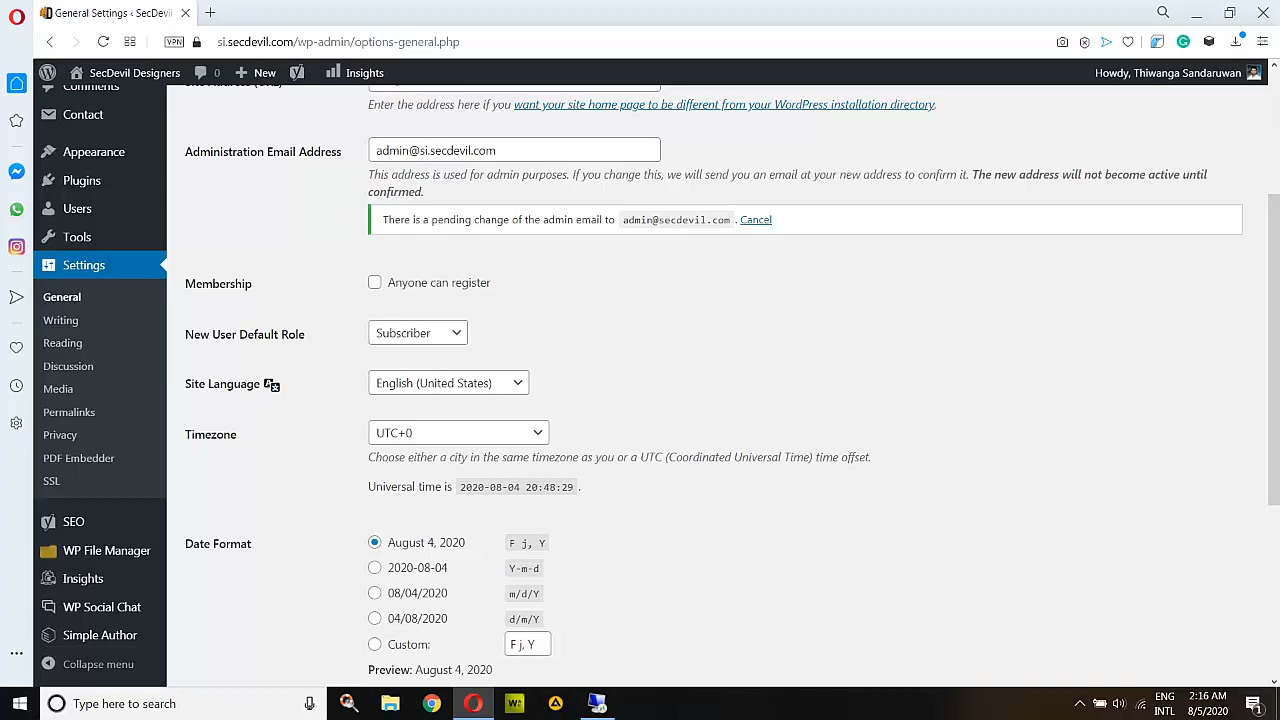 General Settings ‹ SecDevil
VPN
si.secdevil.com/wp-admin/options-general.php
SecDevil Designers
0
New
Insights
Howdy, Thiwanga Sandaruwan
Comments
Contact
Appearance
Plugins
Users
Tools
Settings
General
Writing
Reading
Discussion
Media
Permalinks
Privacy
PDF Embedder
SSL
SEO
WP File Manager
Insights
WP Social Chat
Simple Author
Collapse menu
Enter the address here if you want your site home page to be different from your WordPress installation directory.
Administration Email Address
admin@si.secdevil.com
This address is used for admin purposes. If you change this, we will send you an email at your new address to confirm it. The new address will not become active until
confirmed.
There is a pending change of the admin email to admin@secdevil.com . Cancel
Membership
Anyone can register
New User Default Role
Subscriber
Site Language
English (United States)
Timezone
UTC+0
Choose either a city in the same timezone as you or a UTC (Coordinated Universal Time) time offset.
Universal time is 2020-08-04 20:48:29 .
Date Format
August 4, 2020 F j, Y
2020-08-04 Y-m-d
08/04/2020 m/d/Y
04/08/2020 d/m/Y
Custom: F j, Y
Preview: August 4, 2020
Type here to search
ENG
INTL
2:16 AM
8/5/2020
1